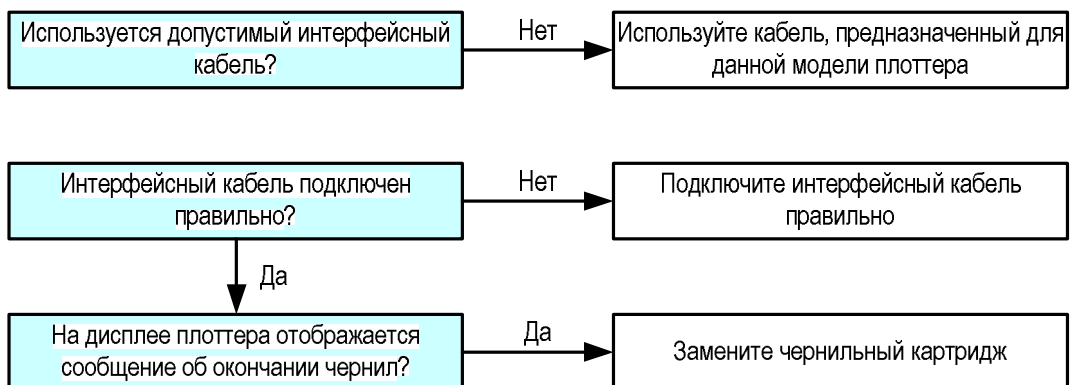 Используется допустимый интерфейсный
кабель?
Нет
Используйте кабель, предназначенный для
данной модели плоттера
Интерфейсный кабель подключен
правильно?
Нет
Подключите интерфейсный кабель
правильно
Да
На дисплее плоттера отображается
сообщение об окончании чернил?
Да
Замените чернильный картридж